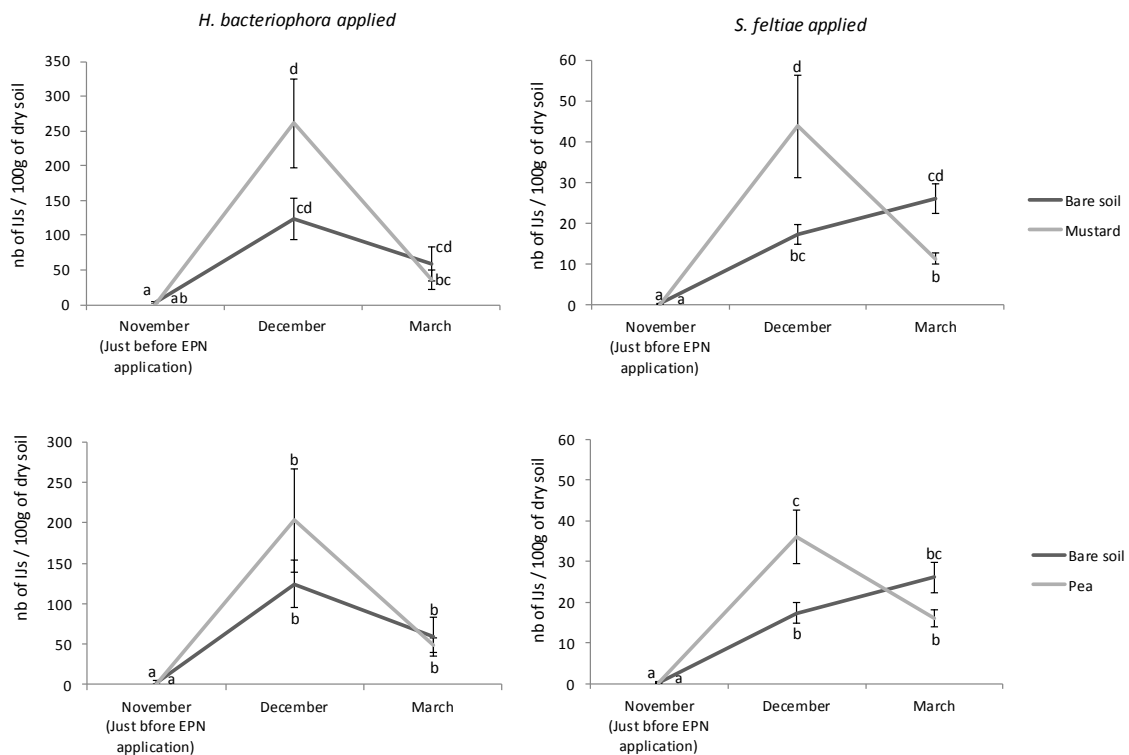 H. bacteriophora applied
S. feltiae applied
nb of IJs / 100g of dry soil
350
300
250
200
150
100
50
0
a
ab
d
cd
cd
bc
November
(Just before EPN
application)
December
March
nb of IJs / 100g of dry soil
60
50
40
30
20
10
0
a
a
d
bc
cd
b
November
(Just bfore EPN
application)
December
March
Bare soil
Mustard
nb of IJs / 100g of dry soil
300
250
200
150
100
50
0
a
a
b
b
b
b
November
(Just bfore EPN
application)
December
March
nb of IJs / 100g of dry soil
60
50
40
30
20
10
0
a
a
c
b
bc
b
November
(Just bfore EPN
application)
December
March
Bare soil
Pea